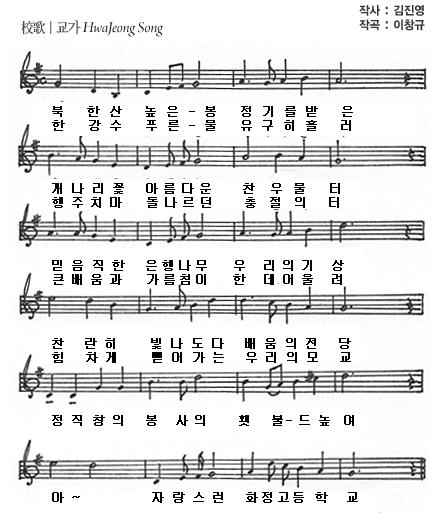 작사 : 김진영
校歌 | 교가 HwaJeong Song
작곡 : 이창규
북 한산 높은-봉 정기를받 은
한 강수 푸른-물 유구히흘 러
개나리꽃 아름다운 찬우물 터
행주치마 돌나르던 충절의 터
믿음직한 은행나무 우 리의기 상
큰배움과 가름침이 한 데어울 려
찬 란히 빛나도다 배움의전 당
힘 차게 뻗어가는 우리의모 교
정직창의 봉 사의 횃 불-드높 여
아 ~ 자랑스런 화정고등 학 교